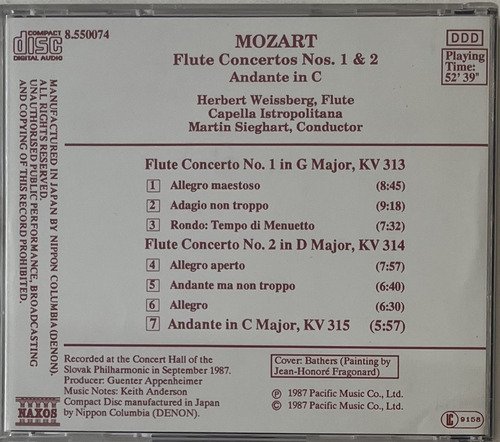 COMPACT
disc
DIGITAL AUDIO
8.550074
MOZART
Flute Concertos Nos. 1 & 2
Andante in C
DDD
Playing
Time:
52' 39"
Herbert Weissberg, Flute
Capella Istropolitana
Martin Sieghart, Conductor
MANUFACTURED IN JAPAN BY NIPPON COLUMBIA (DENON).
ALL RIGHTS RESERVED.
UNAUTHORISED PUBLIC PERFORMANCE, BROADCASTING
AND COPYING OF THIS RECORD PROHIBITED.
Flute Concerto No. 1 in G Major, KV 313
1 Allegro maestoso (8:45)
2 Adagio non troppo (9:18)
3 Rondo: Tempo di Menuetto (7:32)
Flute Concerto No. 2 in D Major, KV 314
4 Allegro aperto (7:57)
5 Andante ma non troppo (6:40)
6 Allegro (6:30)
7 Andante in C Major, KV 315 (5:57)
Recorded at the Concert Hall of the
Slovak Philharmonic in September 1987.
Producer: Guenter Appenheimer
Music Notes: Keith Anderson
Compact Disc manufactured in Japan
by Nippon Columbia (DENON).
NAXOS
Cover: Bathers (Painting by
Jean-Honoré Fragonard)
℗ 1987 Pacific Music Co., Ltd.
© 1987 Pacific Music Co., Ltd.
LC 9158